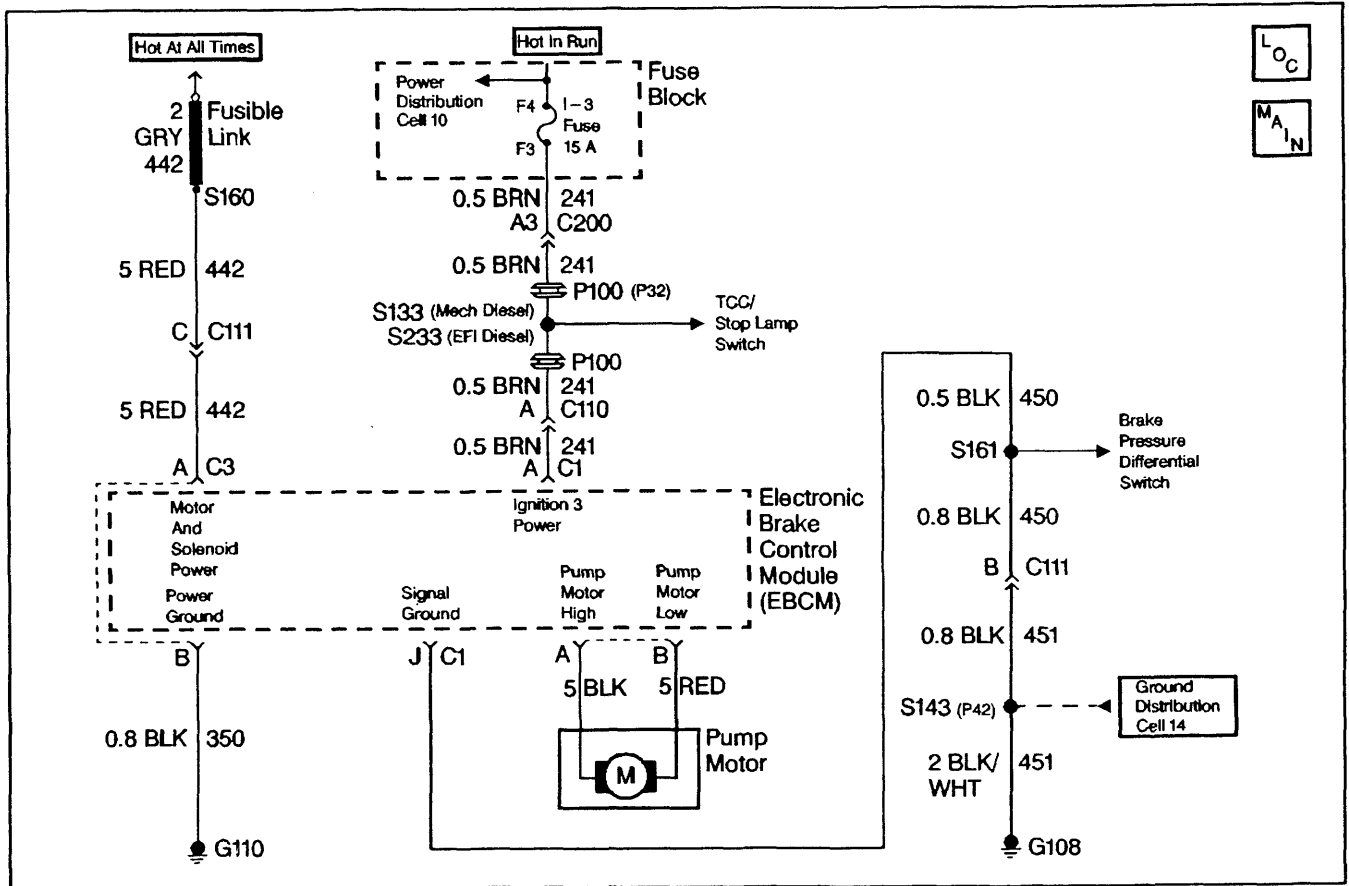 Hot At All Times
2 Fusible
GRY Link
442
S160
5 RED 442
C C111
5 RED 442
A C3
Hot In Run
Power
Distribution
Cell 10
F4 I-3
Fuse
F3 15 A
Fuse
Block
0.5 BRN 241
A3 C200
0.5 BRN 241
P100 (P32)
S133 (Mech Diesel)
S233 (EFI Diesel)
TCC/
Stop Lamp
Switch
P100
0.5 BRN 241
A C110
0.5 BRN 241
A C1
Motor
And
Solenoid
Power
Power
Ground
Ignition 3
Power
Signal
Ground
Pump
Motor
High
Pump
Motor
Low
Electronic
Brake
Control
Module
(EBCM)
B
J C1
A
B
5 BLK
5 RED
0.8 BLK 350
G110
M
Pump
Motor
0.5 BLK 450
S161
Brake
Pressure
Differential
Switch
0.8 BLK 450
B C111
0.8 BLK 451
S143 (P42)
Ground
Distribution
Cell 14
2 BLK/ 451
WHT
G108
LOC
MAIN